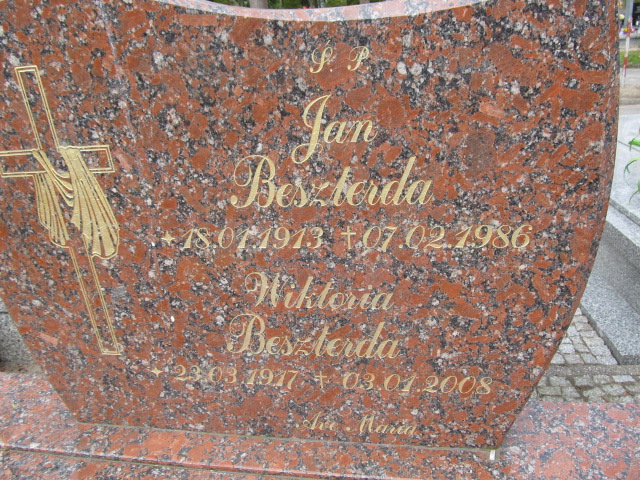 Ś. P.
Jan
Beszterda
*18.01.1913 +07.02.1986
Wiktoria
Beszterda
*23.03.1917 + 03.01.2008
Ave Maria